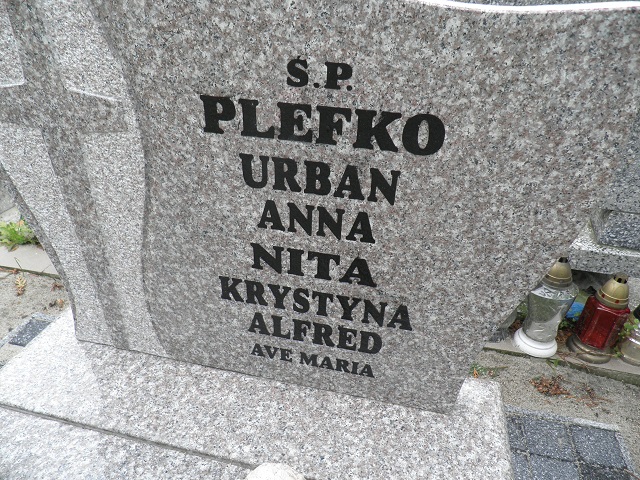 S.P.
PLEFKO
URBAN
ANNA
NITA
KRYSTYNA
ALFRED
AVE MARIA